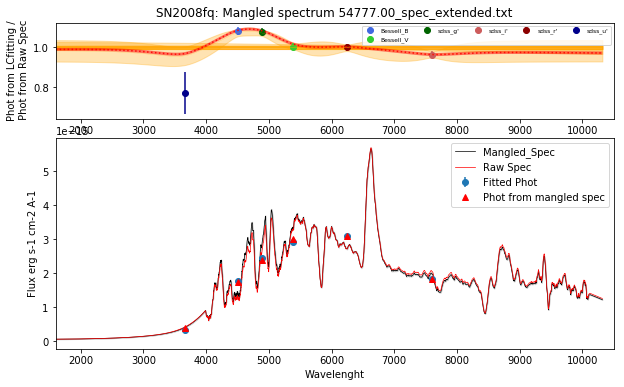 SN2008fq: Mangled spectrum 54777.00_spec_extended.txt
Phot from LCfitting /
Phot from Raw Spec
1.0
0.8
Bessell_B
Bessell_V
sdss_g'
sdss_i'
sdss_r'
sdss_u'
2000 3000 4000 5000 6000 7000 8000 9000 10000
Flux erg s-1 cm-2 A-1
5
4
3
2
1
0
Mangled_Spec
Raw Spec
Fitted Phot
Phot from mangled spec
2000 3000 4000 5000 6000 7000 8000 9000 10000
Wavelenght